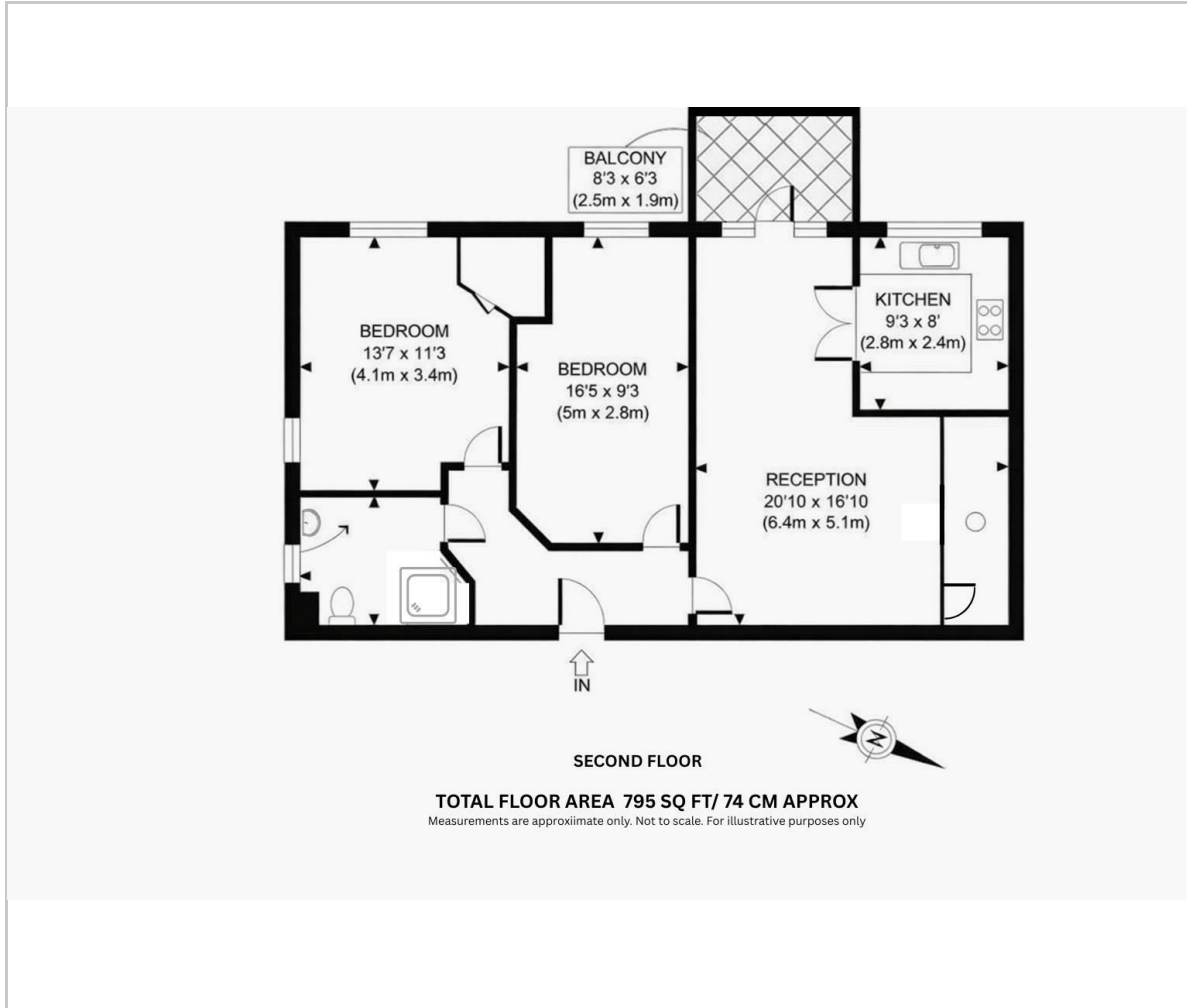 BALCONY
8'3 x 6'3
(2.5m x 1.9m)
BEDROOM
13'7 x 11'3
(4.1m x 3.4m)
BEDROOM
16'5 x 9'3
(5m x 2.8m)
KITCHEN
9'3 x 8'
(2.8m x 2.4m)
RECEPTION
20'10 x 16'10
(6.4m x 5.1m)
IN
N
SECOND FLOOR
TOTAL FLOOR AREA 795 SQ FT/ 74 CM APPROX
Measurements are approxiimate only. Not to scale. For illustrative purposes only